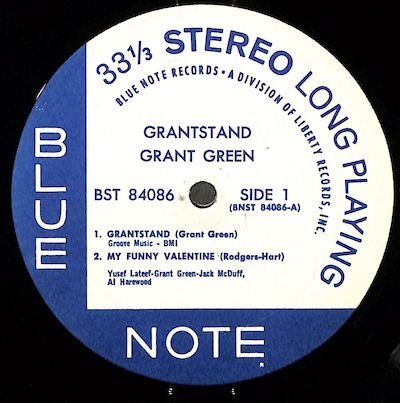 33⅓ STEREO LONG PLAYING
BLUE NOTE RECORDS • A DIVISION OF LIBERTY RECORDS, INC.
GRANTSTAND
GRANT GREEN
BST 84086
SIDE 1
(BNST 84086-A)
1. GRANTSTAND (Grant Green)
Groove Music - BMI
2. MY FUNNY VALENTINE (Rodgers-Hart)
Yusef Lateef-Grant Green-Jack McDuff,
Al Harewood
BLUE
NOTE
R